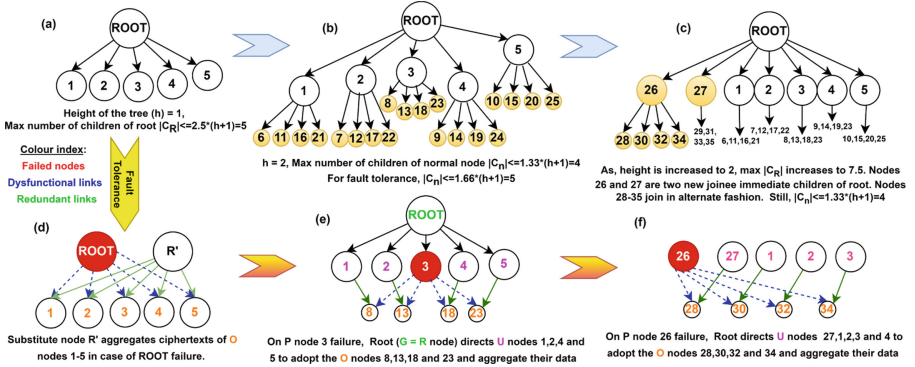 (a)
ROOT
1 2 3 4 5
Height of the tree (h) = 1,
Max number of children of root |C_R|<=2.5*(h+1)=5
Colour index:
Failed nodes
Dysfunctional links
Redundant links
Fault
Tolerance
(b)
ROOT
1 2 3 4 5
6 11 16 21
7 12 17 22
8 13 18 23
9 14 19 24
10 15 20 25
h = 2, Max number of children of normal node |C_n|<=1.33*(h+1)=4
For fault tolerance, |C_n|<=1.66*(h+1)=5
(c)
ROOT
26 27 1 2 3 4 5
28 30 32 34
29,31,
33,35
6,11,16,21
7,12,17,22
8,13,18,23
9,14,19,23
10,15,20,25
As, height is increased to 2, max |C_R| increases to 7.5. Nodes
26 and 27 are two new joinee immediate children of root. Nodes
28-35 join in alternate fashion. Still, |C_n|<=1.33*(h+1)=4
(d)
ROOT R'
1 2 3 4 5
Substitute node R' aggregates ciphertexts of O
nodes 1-5 in case of ROOT failure.
(e)
ROOT
1 2 3 4 5
8 13 18 23
On P node 3 failure, Root (G = R node) directs U nodes 1,2,4 and
5 to adopt the O nodes 8,13,18 and 23 and aggregate their data
(f)
26 27 1 2 3
28 30 32 34
On P node 26 failure, Root directs U nodes 27,1,2,3 and 4 to
adopt the O nodes 28,30,32 and 34 and aggregate their data